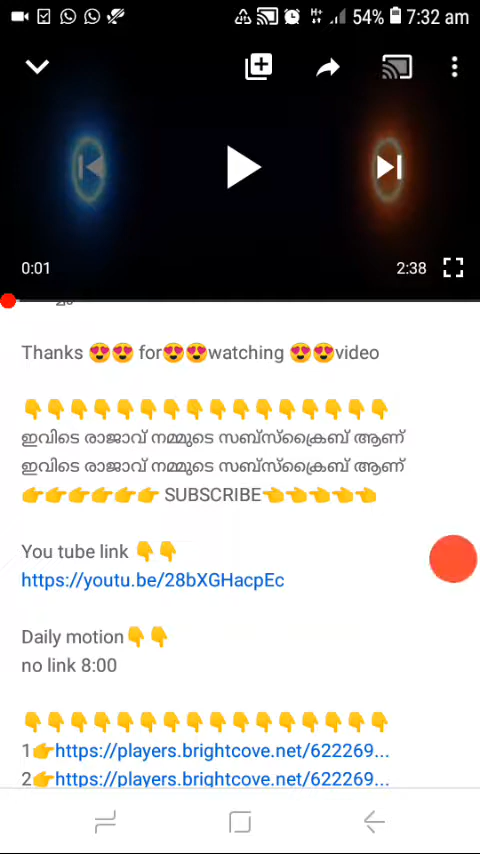 54% 7:32 am
0:01 2:38
Thanks 😍😍 for😍😍watching 😍😍video
👇👇👇👇👇👇👇👇👇👇👇👇👇👇👇👇
ഇവിടെ രാജാവ് നമ്മുടെ സബ്സ്ക്രൈബ് ആണ്
ഇവിടെ രാജാവ് നമ്മുടെ സബ്സ്ക്രൈബ് ആണ്
👉👉👉👉👉👉 SUBSCRIBE👈👈👈👈👈
You tube link 👇👇
https://youtu.be/28bXGHacpEc
Daily motion👇👇
no link 8:00
👇👇👇👇👇👇👇👇👇👇👇👇👇👇👇👇
1👉https://players.brightcove.net/622269...
2👉https://players.brightcove.net/622269...